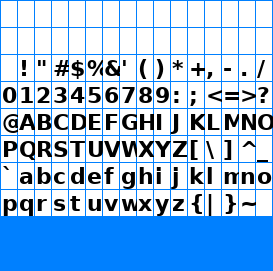 ! " # $ % & ' ( ) * + , - . /
0 1 2 3 4 5 6 7 8 9 : ; < = > ?
@ A B C D E F G H I J K L M N O
P Q R S T U V W X Y Z [ \ ] ^ _
` a b c d e f g h i j k l m n o
p q r s t u v w x y z { | } ~